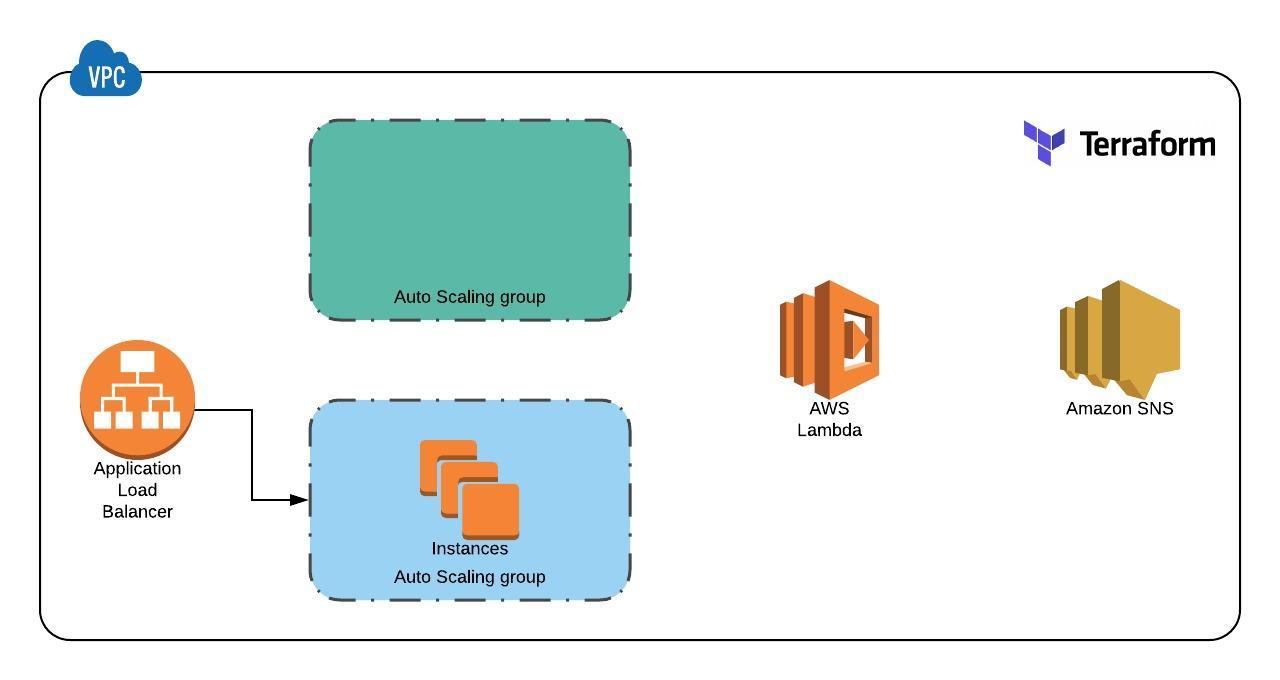 VPC
Terraform
Auto Scaling group
AWS
Lambda
Amazon SNS
Application
Load
Balancer
Instances
Auto Scaling group